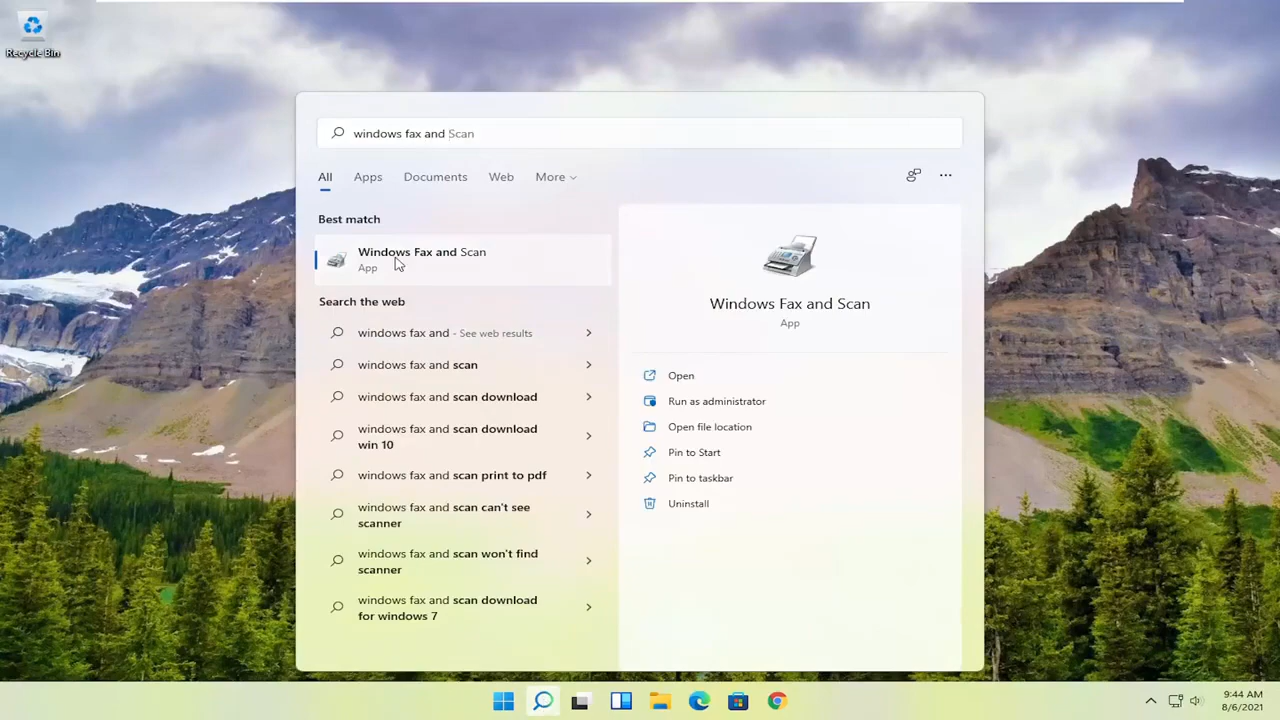 Recycle Bin
windows fax and Scan
All Apps Documents Web More
Best match
Windows Fax and Scan
App
Search the web
windows fax and - See web results
windows fax and scan
windows fax and scan download
windows fax and scan download
win 10
windows fax and scan print to pdf
windows fax and scan can't see
scanner
windows fax and scan won't find
scanner
windows fax and scan download
for windows 7
Windows Fax and Scan
App
Open
Run as administrator
Open file location
Pin to Start
Pin to taskbar
Uninstall
9:44 AM
8/6/2021